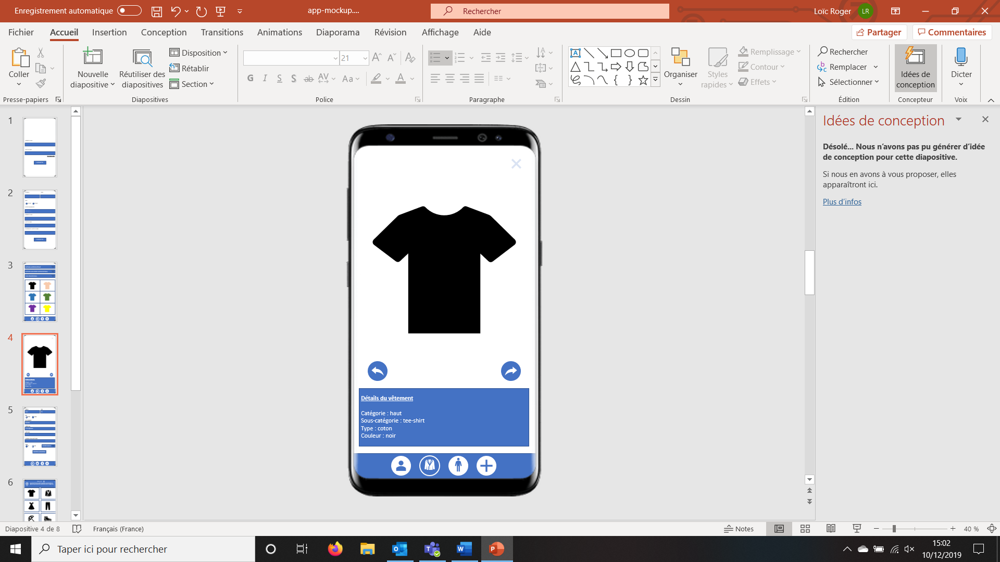 Enregistrement automatique
app-mockup....
Rechercher
Loïc Roger
LR
Fichier
Accueil
Insertion
Conception
Transitions
Animations
Diaporama
Révision
Affichage
Aide
Partager
Commentaires
Coller
Presse-papiers
Nouvelle
diapositive
Réutiliser des
diapositives
Disposition
Rétablir
Section
Diapositives
21
G I S S ab AV Aa
A
Police
Paragraphe
Organiser
Styles
rapides
Remplissage
Contour
Effets
Dessin
Rechercher
Remplacer
Sélectionner
Édition
Idées de
conception
Concepteur
Dicter
Voix
1
2
3
4
5
6
Détails du vêtement
Catégorie : haut
Sous-catégorie : tee-shirt
Type : coton
Couleur : noir
Idées de conception
Désolé... Nous n’avons pas pu générer d’idée
de conception pour cette diapositive.
Si nous en avons à vous proposer, elles
apparaîtront ici.
Plus d’infos
Diapositive 4 de 8
Français (France)
Notes
40 %
Taper ici pour rechercher
15:02
10/12/2019